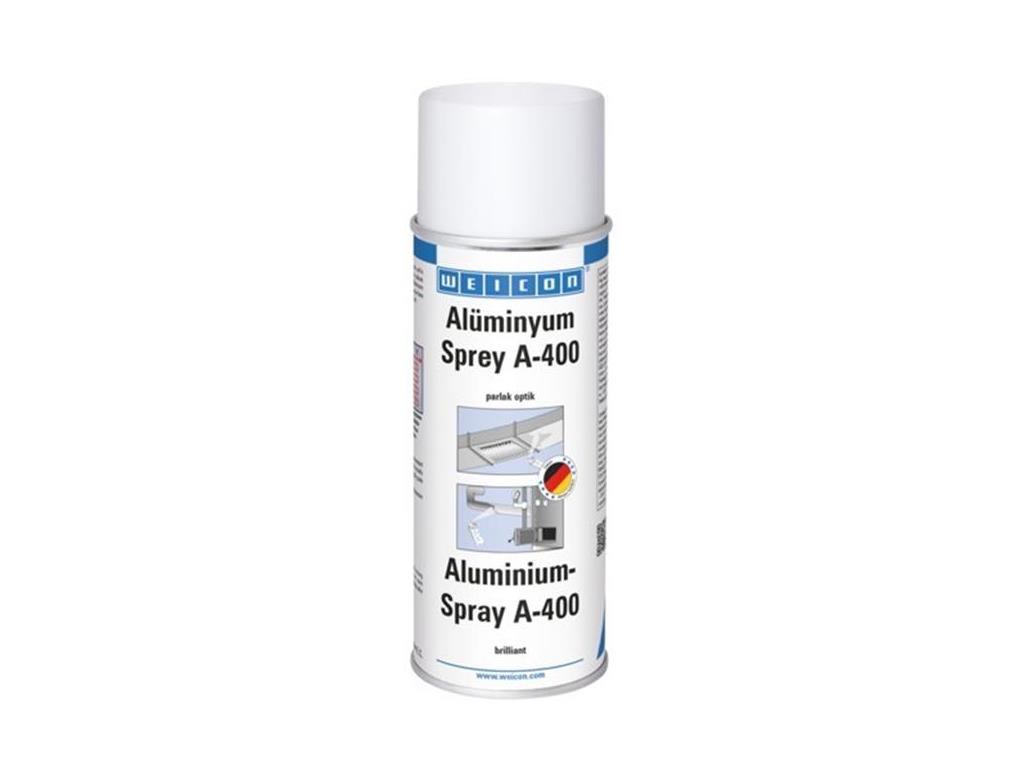 WEICON®
Alüminyum
Sprey A-400
parlak optik
Aluminium-
Spray A-400
brilliant
www.weicon.com